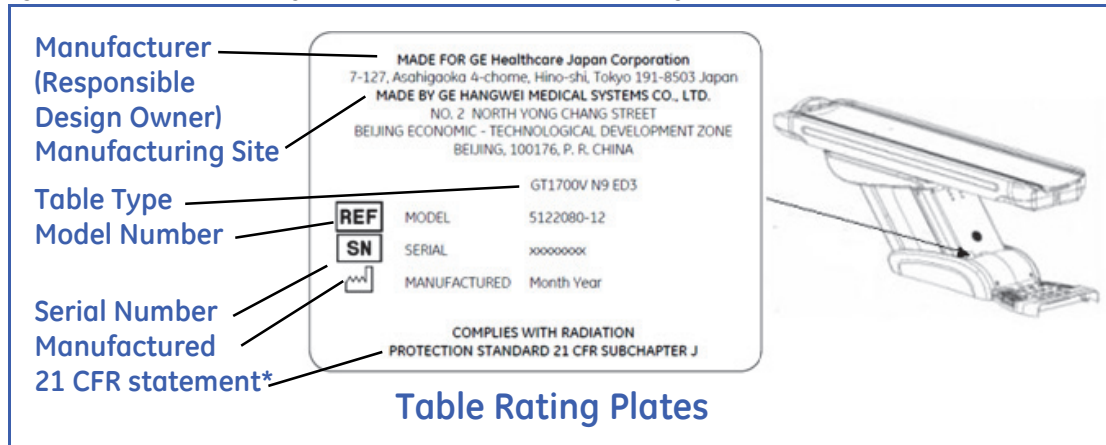 Manufacturer
(Responsible
Design Owner)
Manufacturing Site
Table Type
Model Number
Serial Number
Manufactured
21 CFR statement*
MADE FOR GE Healthcare Japan Corporation
7-127, Asahigaoka 4-chome, Hino-shi, Tokyo 191-8503 Japan
MADE BY GE HANGWEI MEDICAL SYSTEMS CO., LTD.
NO. 2 NORTH YONG CHANG STREET
BEIJING ECONOMIC - TECHNOLOGICAL DEVELOPMENT ZONE
BEIJING, 100176, P. R. CHINA
GT1700V N9 ED3
REF MODEL 5122080-12
SN SERIAL xxxxxxxx
MANUFACTURED Month Year
COMPLIES WITH RADIATION
PROTECTION STANDARD 21 CFR SUBCHAPTER J
Table Rating Plates